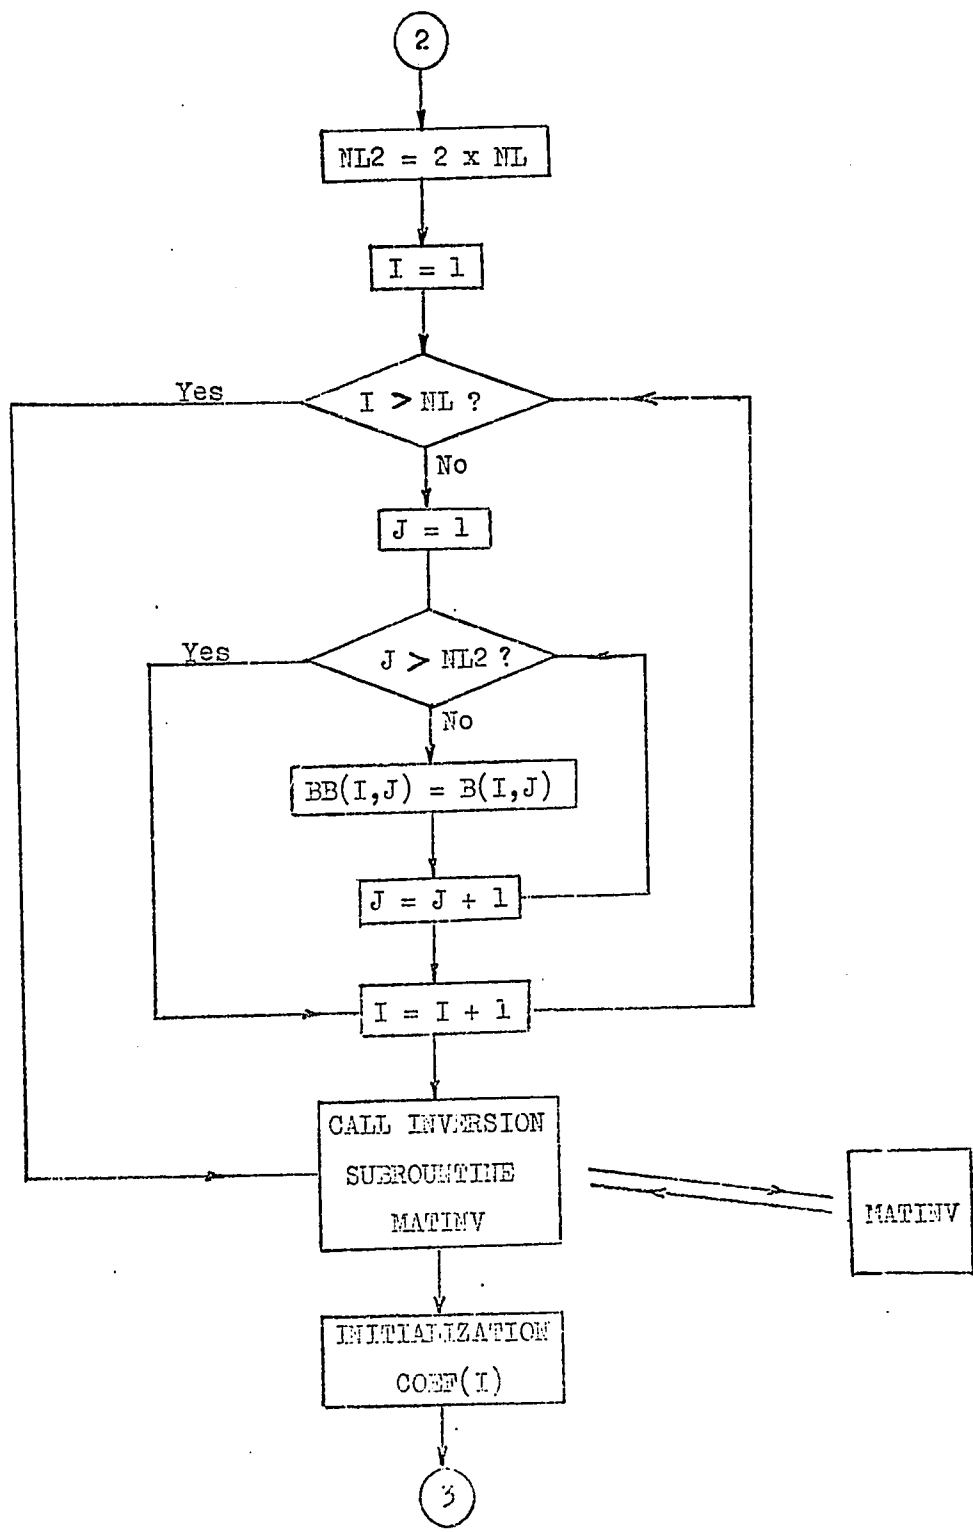 2
NL2 = 2 x NL
I = 1
Yes
I > NL ?
No
J = 1
Yes
J > NL2 ?
No
BB(I,J) = B(I,J)
J = J + 1
I = I + 1
CALL INVERSION
SUBROUNTINE
MATINV
MATINV
INITIALIZATION
COEF(I)
3